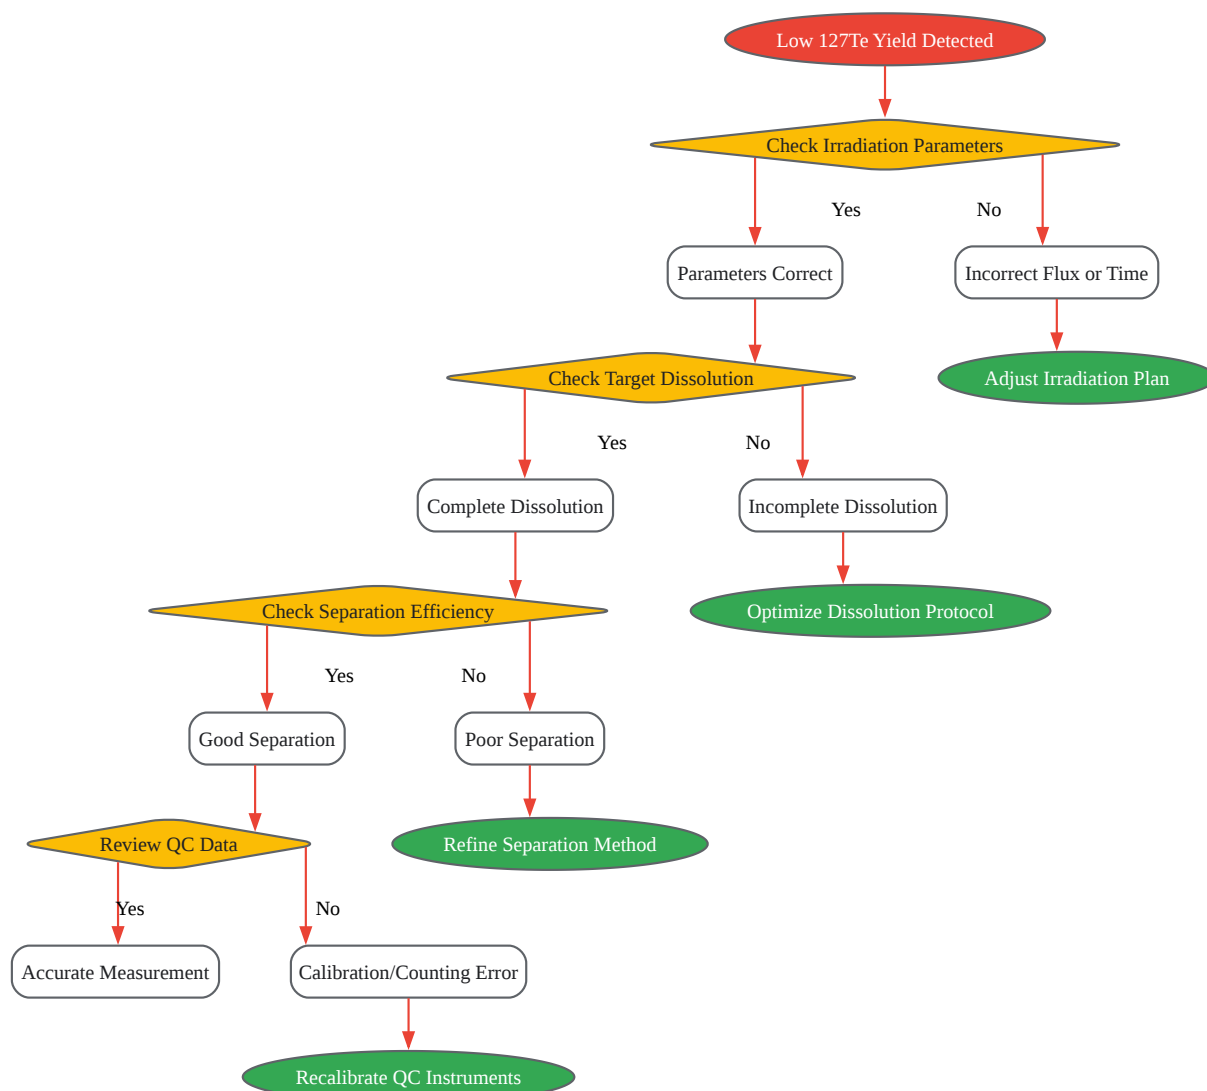 Low 127Te Yield Detected
Check Irradiation Parameters
Yes
No
Parameters Correct
Incorrect Flux or Time
Check Target Dissolution
Adjust Irradiation Plan
Yes
No
Complete Dissolution
Incomplete Dissolution
Check Separation Efficiency
Optimize Dissolution Protocol
Yes
No
Good Separation
Poor Separation
Review QC Data
Refine Separation Method
Yes
No
Accurate Measurement
Calibration/Counting Error
Recalibrate QC Instruments